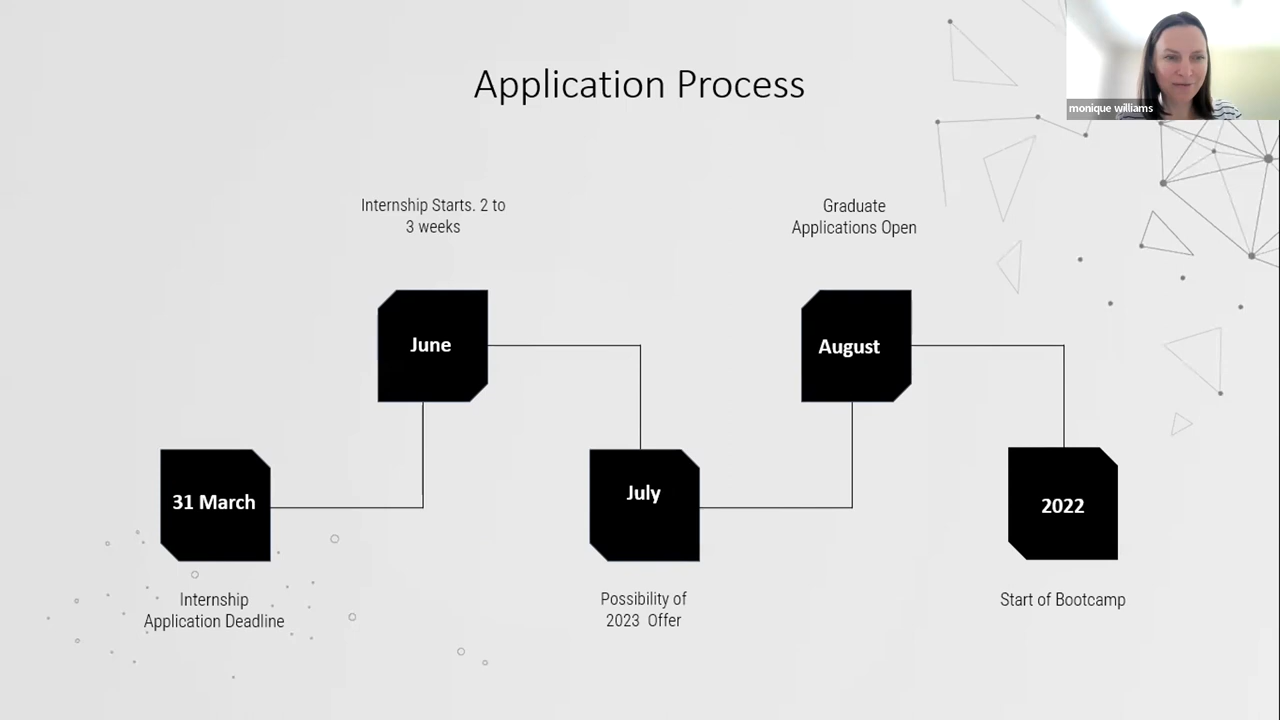 Application Process
monique williams
Internship Starts. 2 to
3 weeks
Graduate
Applications Open
June
August
31 March
July
2022
Internship
Application Deadline
Possibility of
2023 Offer
Start of Bootcamp